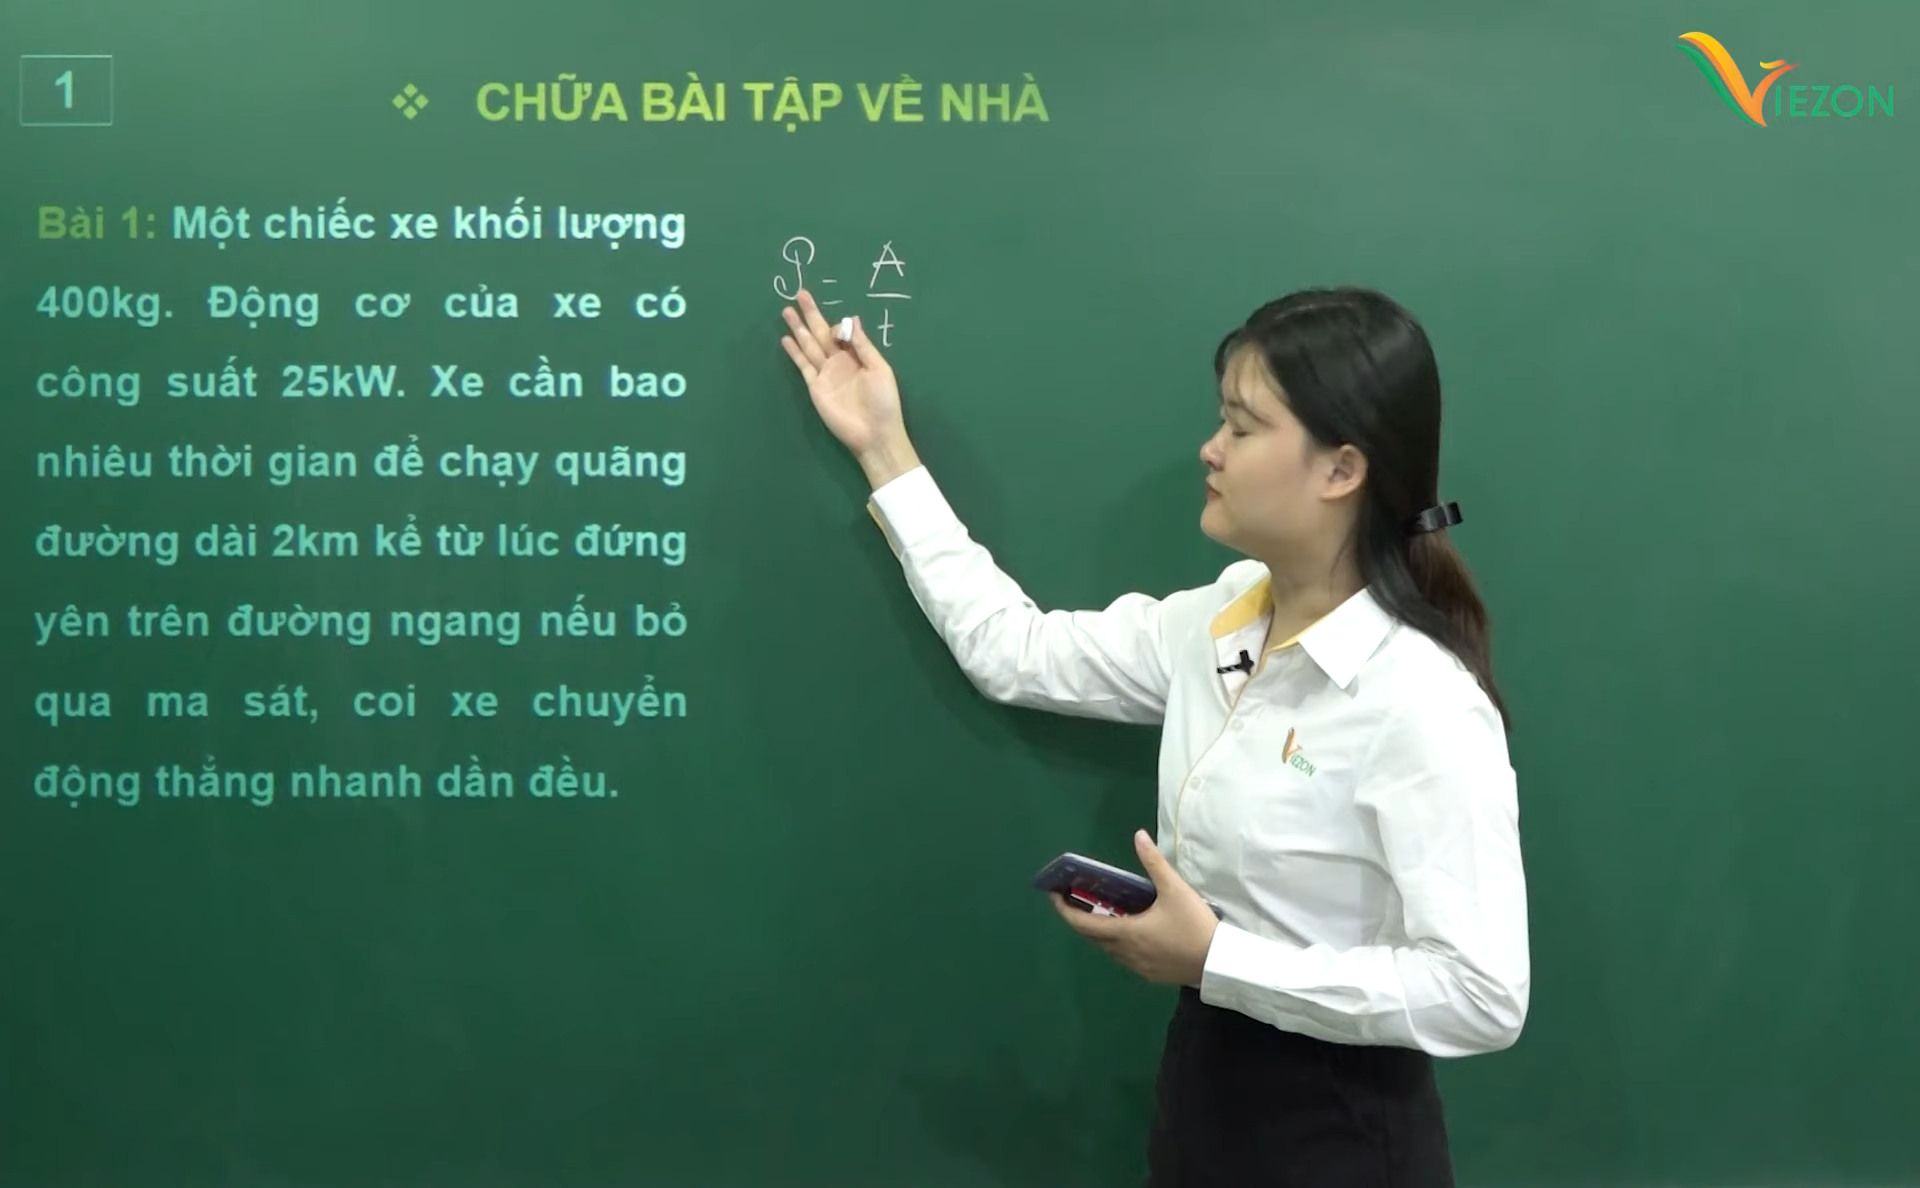 1
❖ CHỮA BÀI TẬP VỀ NHÀ
VIEZON
Bài 1: Một chiếc xe khối lượng
400kg. Động cơ của xe có
công suất 25kW. Xe cần bao
nhiêu thời gian để chạy quãng
đường dài 2km kể từ lúc đứng
yên trên đường ngang nếu bỏ
qua ma sát, coi xe chuyển
động thẳng nhanh dần đều.
P = A/t
VIEZON